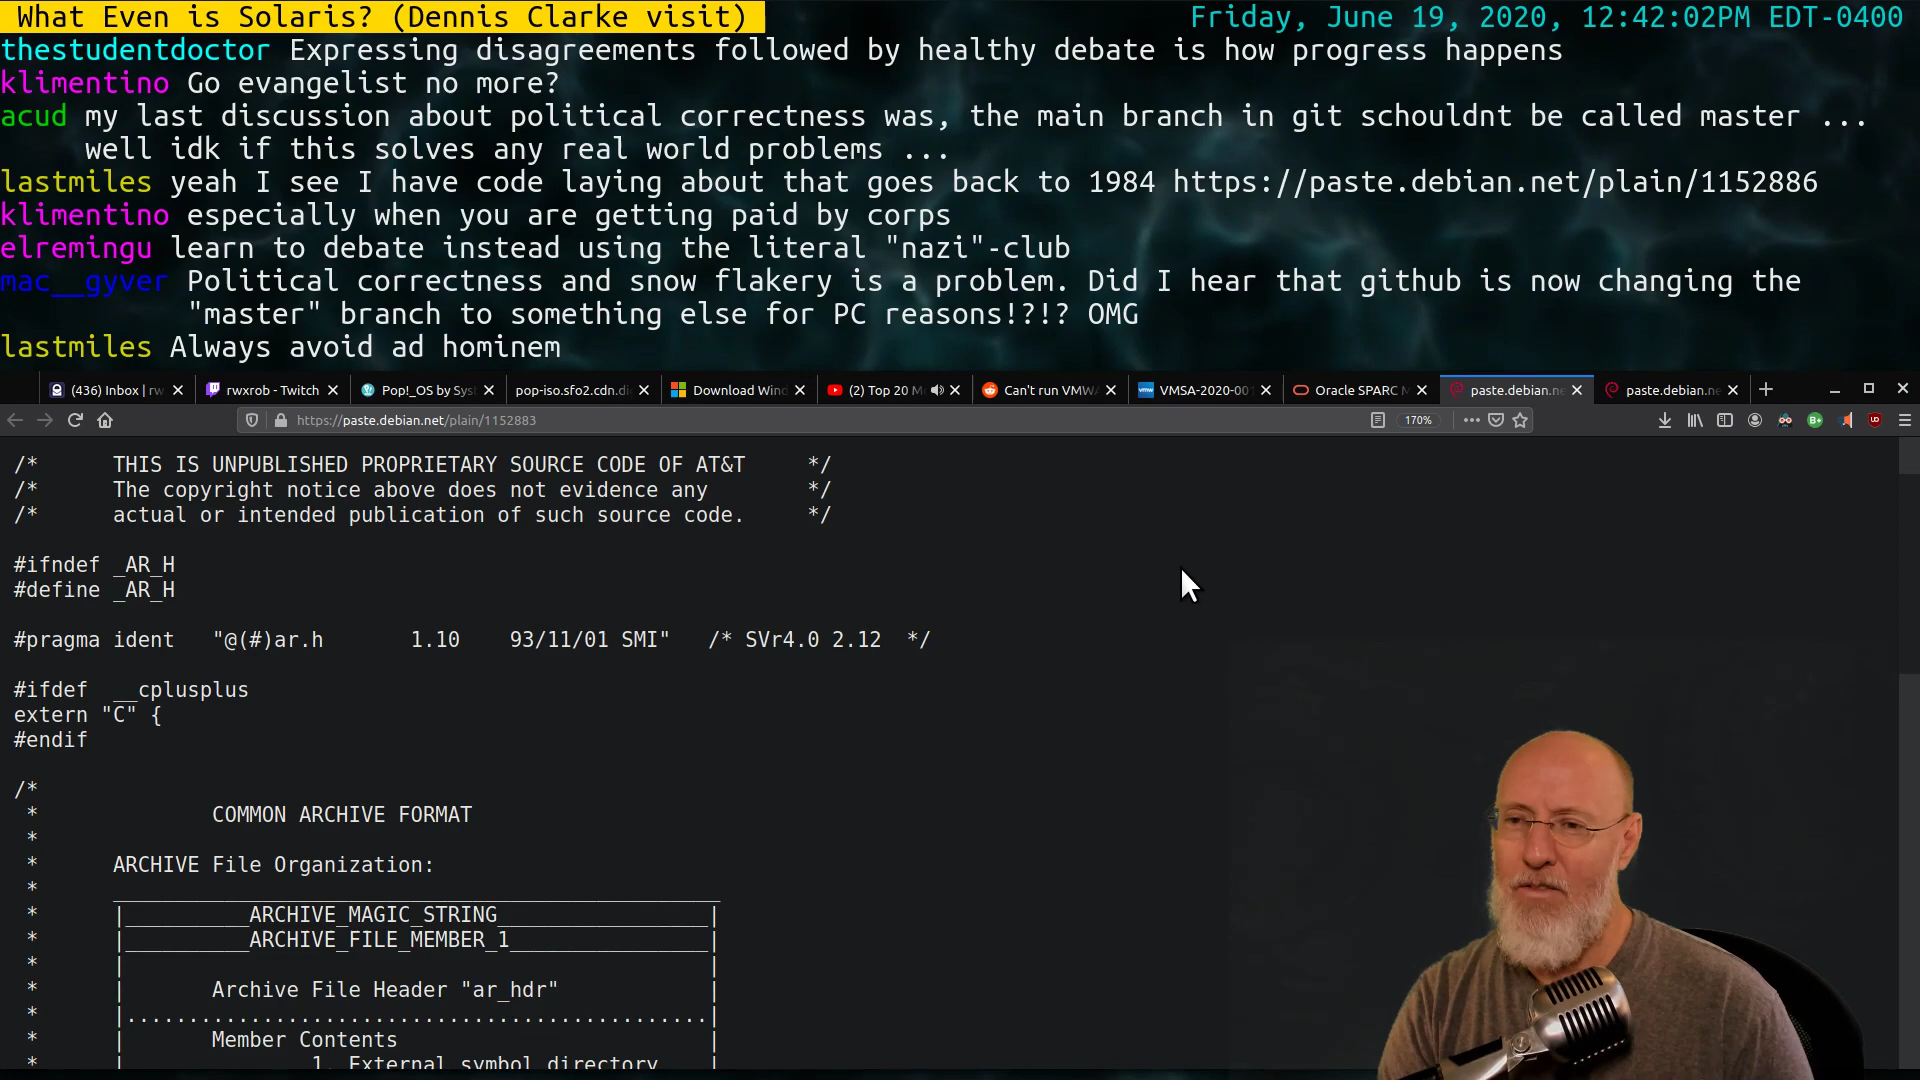 What Even is Solaris? (Dennis Clarke visit)
Friday, June 19, 2020, 12:42:02PM EDT-0400
thestudentdoctor Expressing disagreements followed by healthy debate is how progress happens
klimentino Go evangelist no more?
acud my last discussion about political correctness was, the main branch in git schouldnt be called master ...
well idk if this solves any real world problems ...
lastmiles yeah I see I have code laying about that goes back to 1984 https://paste.debian.net/plain/1152886
klimentino especially when you are getting paid by corps
elremingu learn to debate instead using the literal "nazi"-club
mac__gyver Political correctness and snow flakery is a problem. Did I hear that github is now changing the
"master" branch to something else for PC reasons!?!? OMG
lastmiles Always avoid ad hominem
(436) Inbox | rw
rwxrob - Twitch
Pop!_OS by Sys
pop-iso.sfo2.cdn.di
Download Wind
(2) Top 20 M
Can't run VMWA
VMSA-2020-001
Oracle SPARC M
paste.debian.ne
paste.debian.ne
https://paste.debian.net/plain/1152883
170%
/*      THIS IS UNPUBLISHED PROPRIETARY SOURCE CODE OF AT&T     */
/*      The copyright notice above does not evidence any        */
/*      actual or intended publication of such source code.     */
#ifndef _AR_H
#define _AR_H
#pragma ident   "@(#)ar.h       1.10    93/11/01 SMI"   /* SVr4.0 2.12  */
#ifdef  __cplusplus
extern "C" {
#endif
/*
 *              COMMON ARCHIVE FORMAT
 *
 *      ARCHIVE File Organization:
 *      ________________________________________________
 *      |__________ARCHIVE_MAGIC_STRING_________________|
 *      |__________ARCHIVE_FILE_MEMBER_1________________|
 *      |                                               |
 *      |       Archive File Header "ar_hdr"            |
 *      |...............................................|
 *      |       Member Contents                         |
 *      |               1. External symbol directory    |